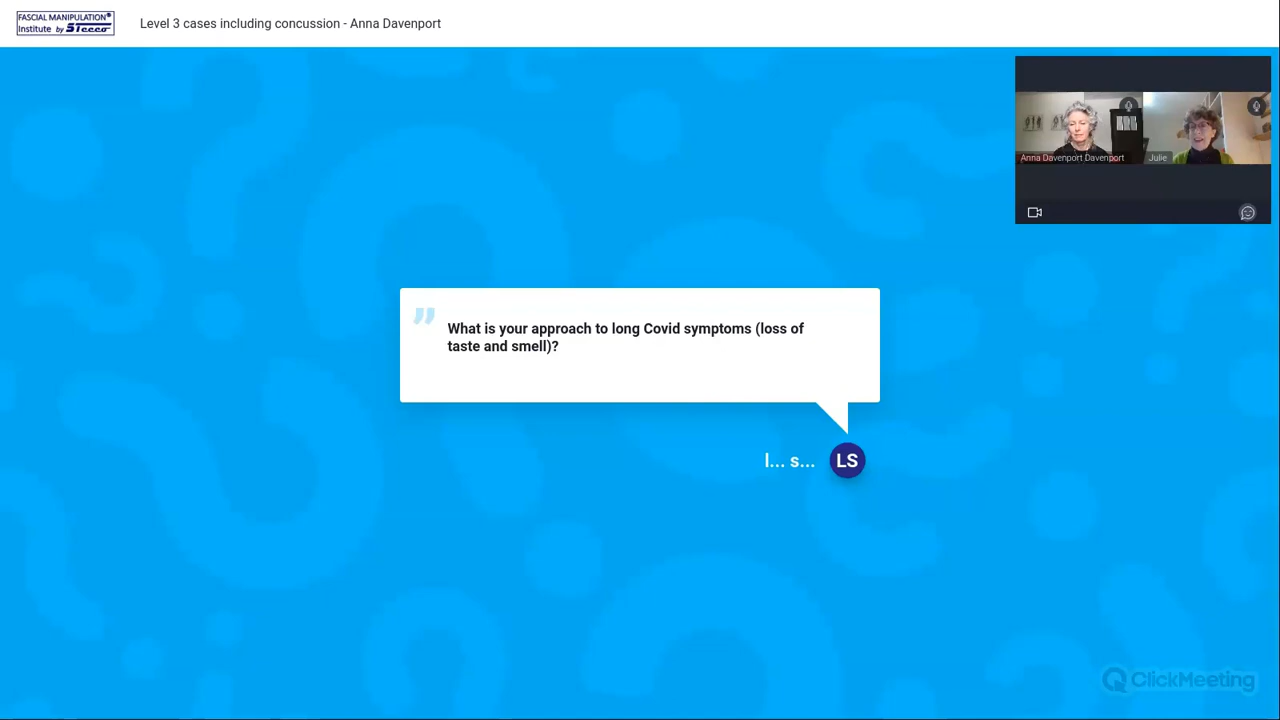 FASCIAL MANIPULATION®
Institute by Stecco
Level 3 cases including concussion - Anna Davenport
Anna Davenport Davenport
Julie
What is your approach to long Covid symptoms (loss of
taste and smell)?
l... s...
LS
ClickMeeting